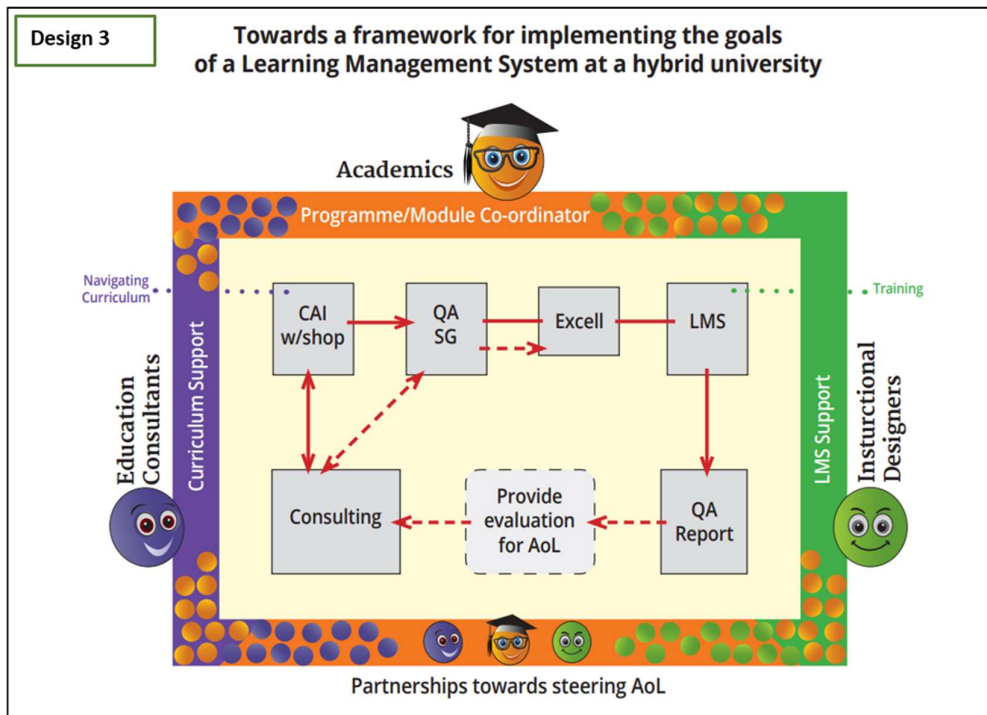 Design 3
Towards a framework for implementing the goals
of a Learning Management System at a hybrid university
Academics
Programme/Module Co-ordinator
Navigating
Curriculum
Training
CAI
w/shop
QA
SG
Excell
LMS
Curriculum Support
Education
Consultants
LMS Support
Insturctional
Designers
Consulting
Provide
evaluation
for AoL
QA
Report
Partnerships towards steering AoL